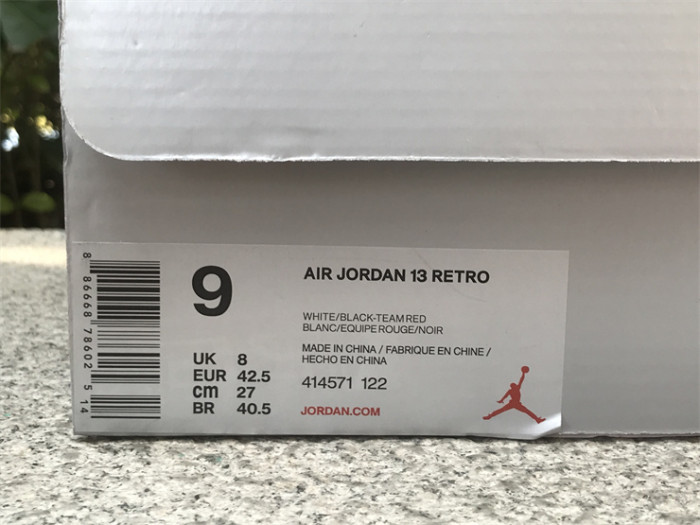 8 86668 78602 5 14
9
UK 8
EUR 42.5
cm 27
BR 40.5
AIR JORDAN 13 RETRO
WHITE/BLACK-TEAM RED
BLANC/EQUIPE ROUGE/NOIR
MADE IN CHINA / FABRIQUE EN CHINE /
HECHO EN CHINA
414571 122
JORDAN.COM